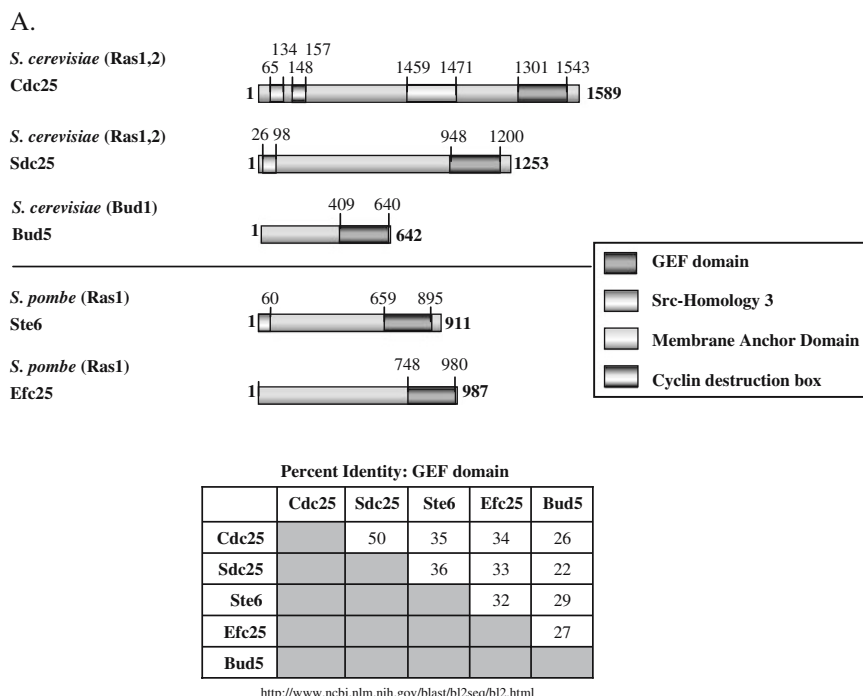 A.
S. cerevisiae (Ras1,2)
Cdc25
134 157
65 148 1459 1471 1301 1543
1 1589
S. cerevisiae (Ras1,2)
Sdc25
26 98 948 1200
1 1253
S. cerevisiae (Bud1)
Bud5
409 640
1 642
S. pombe (Ras1)
Ste6
60 659 895
1 911
S. pombe (Ras1)
Efc25
748 980
1 987
GEF domain
Src-Homology 3
Membrane Anchor Domain
Cyclin destruction box
Percent Identity: GEF domain
Cdc25 Sdc25 Ste6 Efc25 Bud5
Cdc25 50 35 34 26
Sdc25 36 33 22
Ste6 32 29
Efc25 27
Bud5
http://www.ncbi.nlm.nih.gov/blast/bl2seq/bl2.html